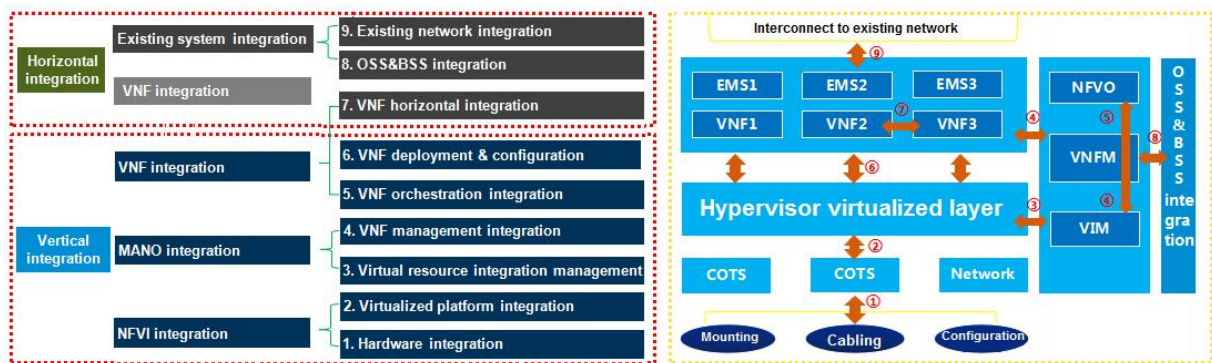 Horizontal
integration
Existing system integration
VNF integration
9. Existing network integration
8. OSS&BSS integration
7. VNF horizontal integration
Vertical
integration
VNF integration
MANO integration
NFVI integration
6. VNF deployment & configuration
5. VNF orchestration integration
4. VNF management integration
3. Virtual resource integration management
2. Virtualized platform integration
1. Hardware integration
Interconnect to existing network
⑨
EMS1
EMS2
EMS3
VNF1
VNF2
⑦
VNF3
④
⑥
Hypervisor virtualized layer
③
②
COTS
COTS
Network
①
Mounting
Cabling
Configuration
NFVO
⑤
VNFM
④
VIM
⑧
O
S
S
&
B
S
S
inte
gra
tion